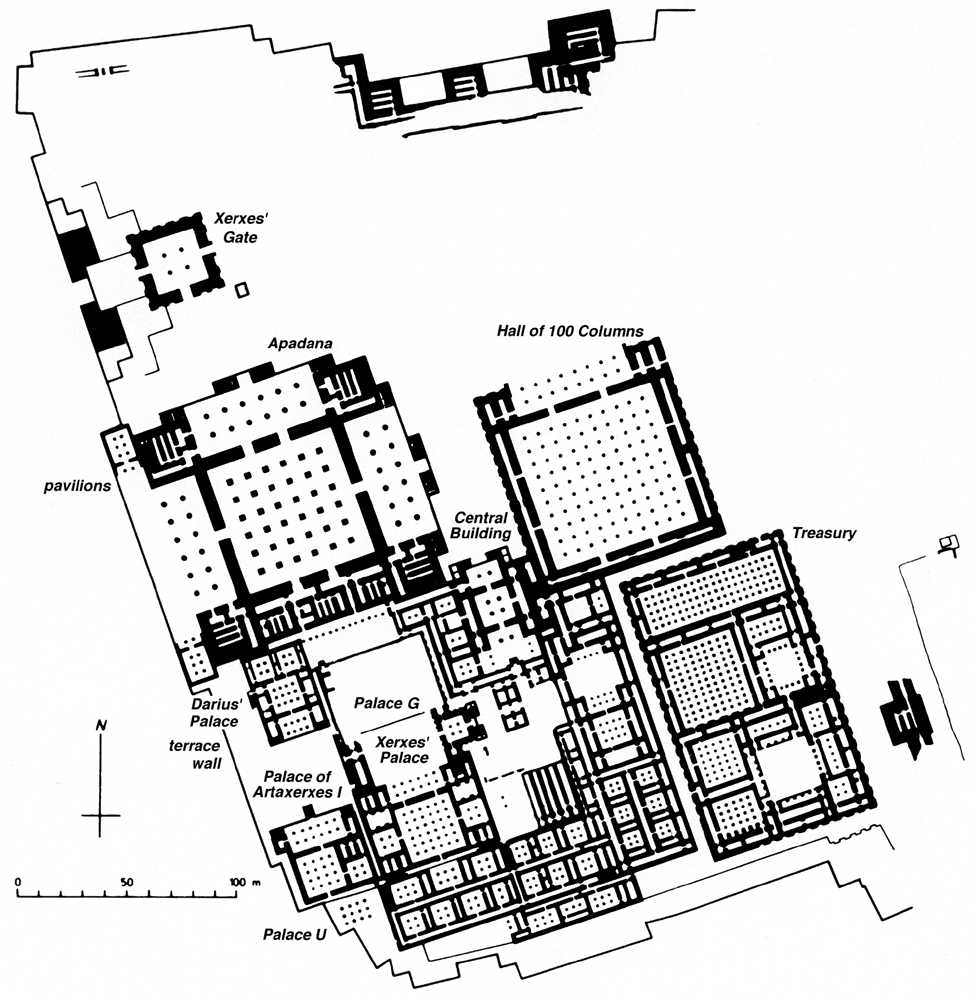 Xerxes'
Gate
Hall of 100 Columns
Apadana
pavilions
Central
Building
Treasury
Darius'
Palace
Palace G
terrace
wall
Xerxes'
Palace
Palace of
Artaxerxes I
N
0 50 100 m
Palace U